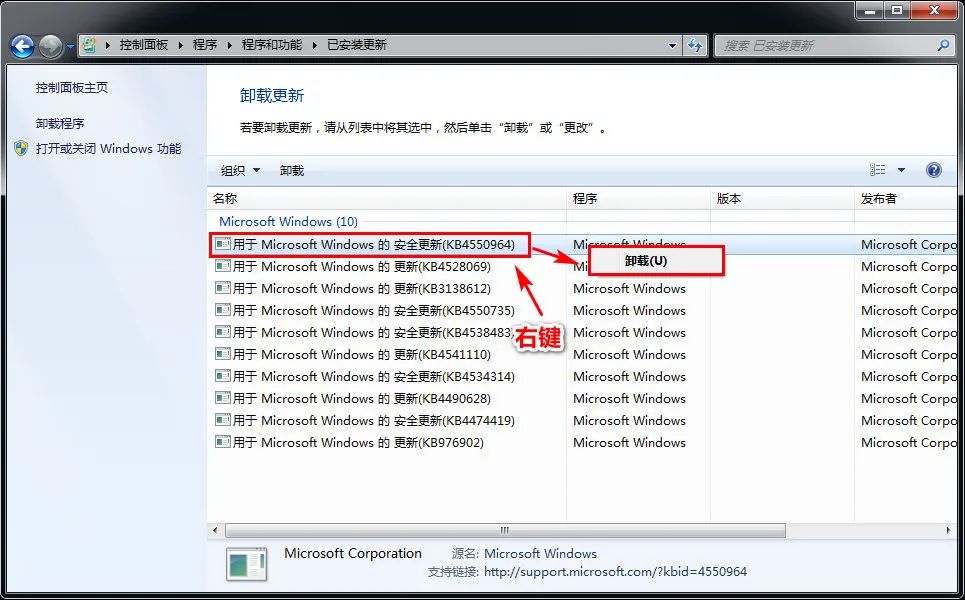 控制面板 程序 程序和功能 已安装更新 搜索 已安装更新
控制面板主页
卸载程序
打开或关闭 Windows 功能
卸载更新
若要卸载更新，请从列表中将其选中，然后单击“卸载”或“更改”。
组织 卸载
名称 程序 版本 发布者
Microsoft Windows (10)
用于 Microsoft Windows 的 安全更新(KB4550964) Microsoft Windows Microsoft Corpo
卸载(U)
用于 Microsoft Windows 的 更新(KB4528069) Mi Microsoft Corpo
用于 Microsoft Windows 的 更新(KB3138612) Microsoft Windows Microsoft Corpo
用于 Microsoft Windows 的 安全更新(KB4550735) Microsoft Windows Microsoft Corpo
用于 Microsoft Windows 的 安全更新(KB4538483) Microsoft Windows Microsoft Corpo
右键
用于 Microsoft Windows 的 更新(KB4541110) Microsoft Windows Microsoft Corpo
用于 Microsoft Windows 的 安全更新(KB4534314) Microsoft Windows Microsoft Corpo
用于 Microsoft Windows 的 更新(KB4490628) Microsoft Windows Microsoft Corpo
用于 Microsoft Windows 的 安全更新(KB4474419) Microsoft Windows Microsoft Corpo
用于 Microsoft Windows 的 更新(KB976902) Microsoft Windows Microsoft Corpo
Microsoft Corporation 源名: Microsoft Windows
支持链接: http://support.microsoft.com/?kbid=4550964